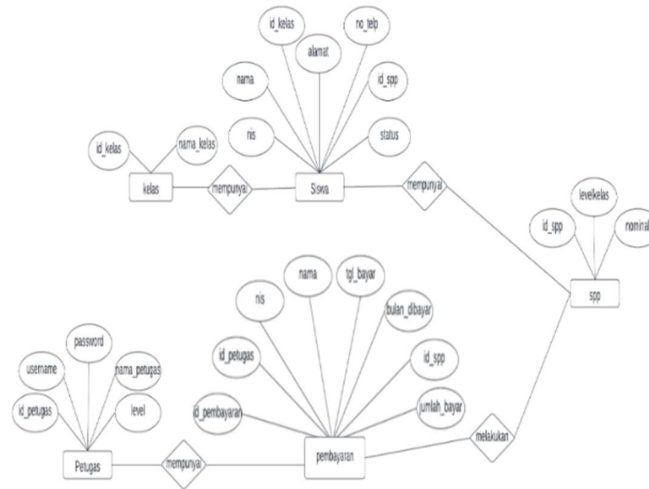 id_kelas
no_telp
alamat
nama
id_spp
nis
status
id_kelas
nama_kelas
kelas
mempunyai
Siswa
mempunyai
levelkelas
id_spp
nominal
spp
nama
tgl_bayar
nis
bulan_dibayar
password
id_petugas
id_spp
username
nama_petugas
id_petugas
level
id_pembayaran
jumlah_bayar
melakukan
Petugas
mempunyai
pembayaran